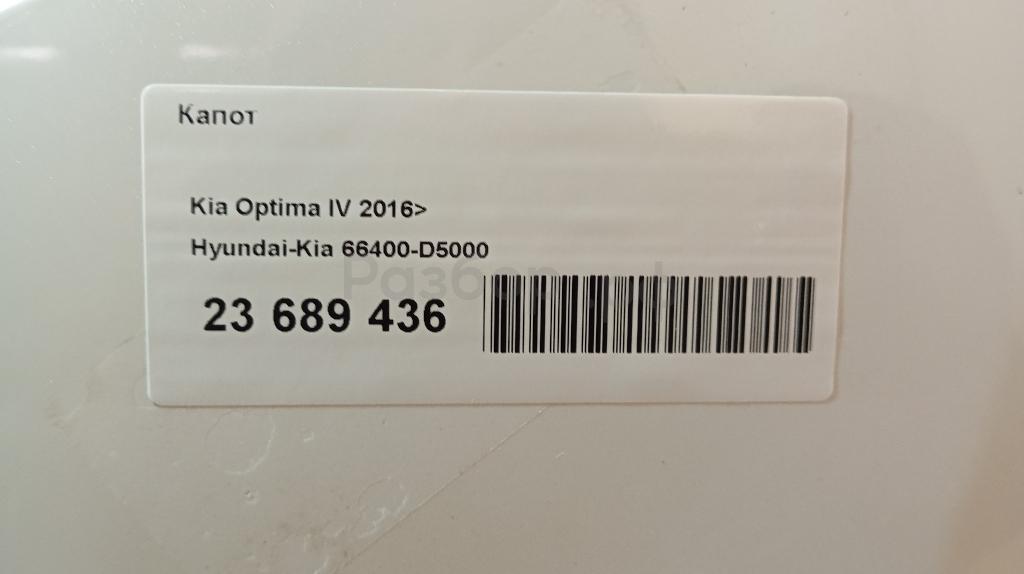 Капот
Kia Optima IV 2016>
Hyundai-Kia 66400-D5000
23 689 436